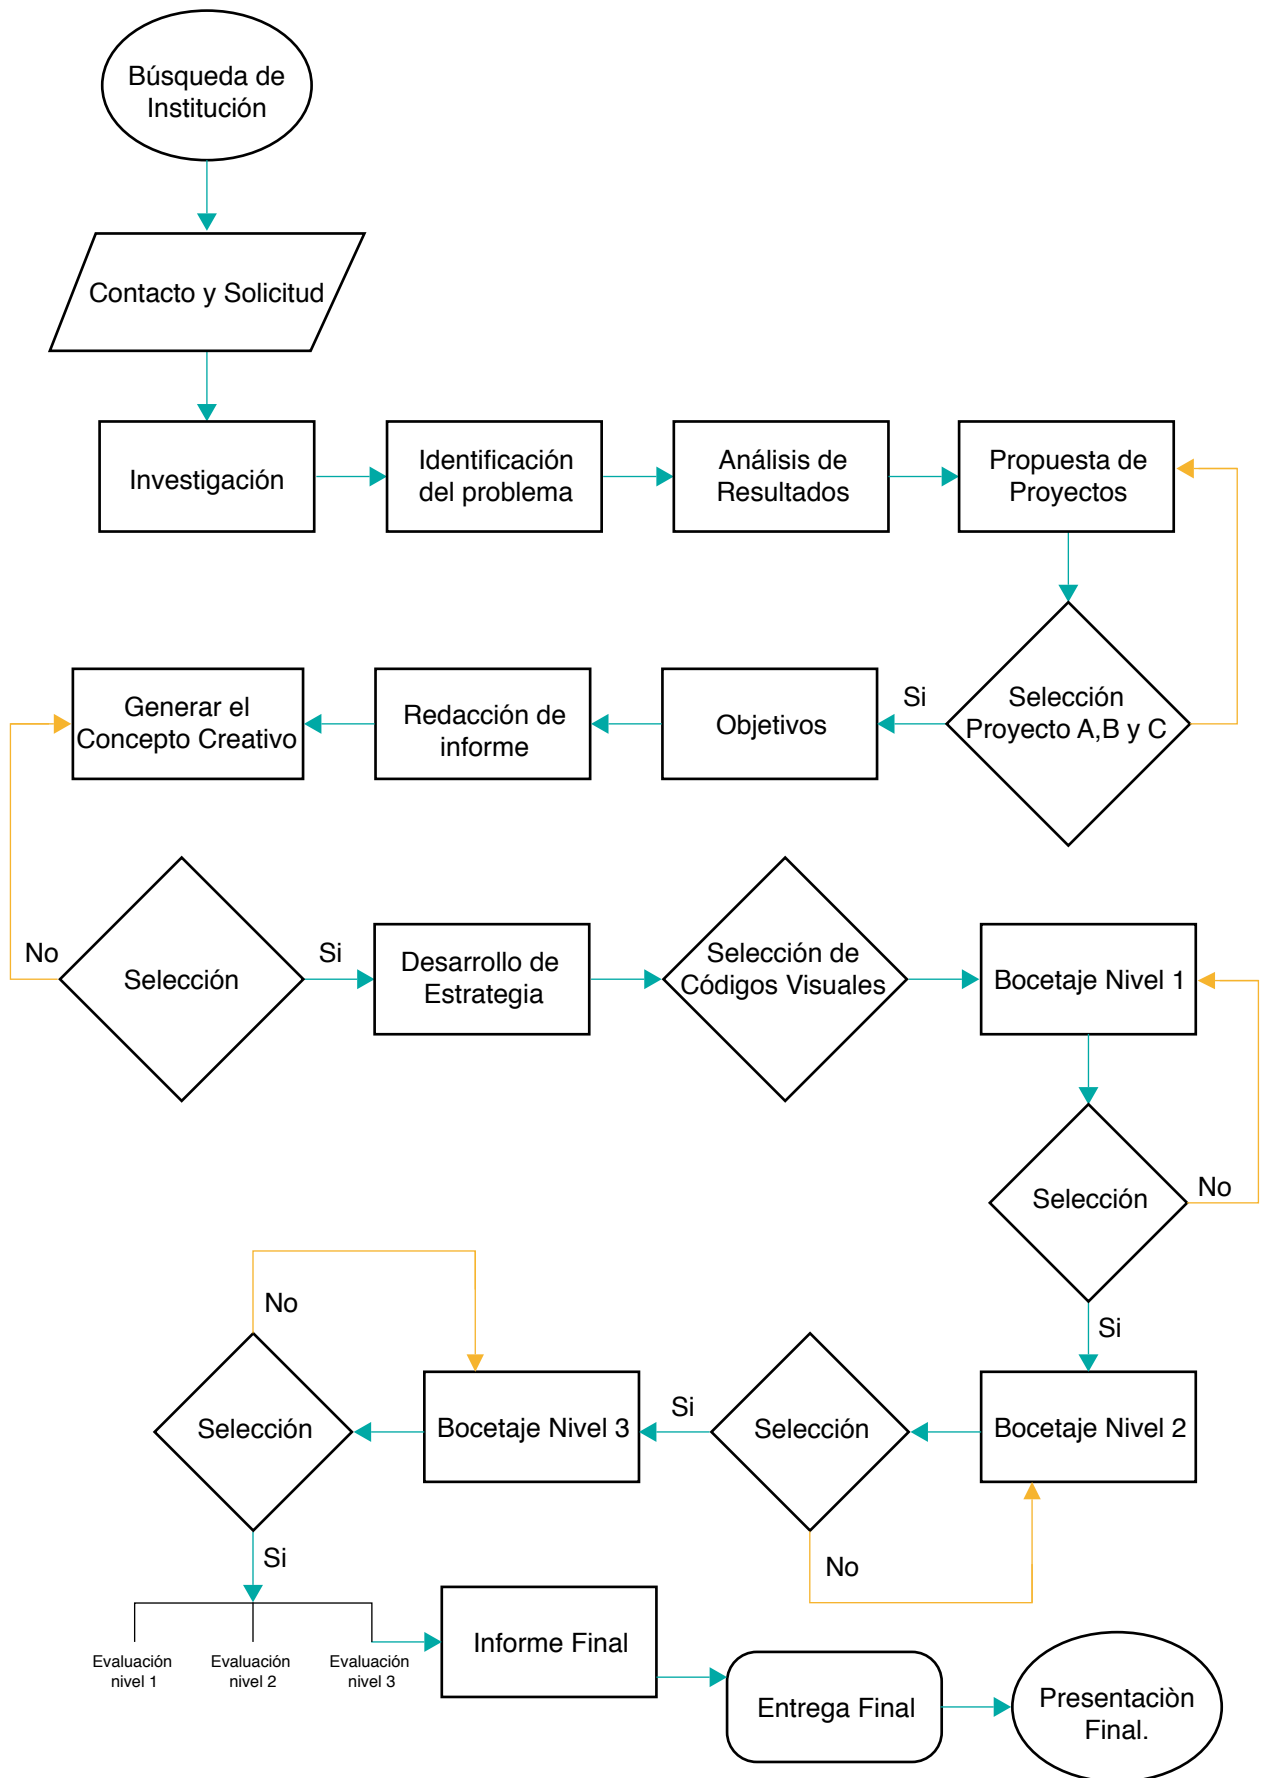 Búsqueda de
Institución
Contacto y Solicitud
Investigación
Identificación
del problema
Análisis de
Resultados
Propuesta de
Proyectos
Generar el
Concepto Creativo
Redacción de
informe
Objetivos
Si
Selección
Proyecto A,B y C
No
Selección
Si
Desarrollo de
Estrategia
Selección de
Códigos Visuales
Bocetaje Nivel 1
Selección
No
Si
No
Selección
Bocetaje Nivel 3
Si
Selección
Bocetaje Nivel 2
No
Si
Evaluación
nivel 1
Evaluación
nivel 2
Evaluación
nivel 3
Informe Final
Entrega Final
Presentaciòn
Final.